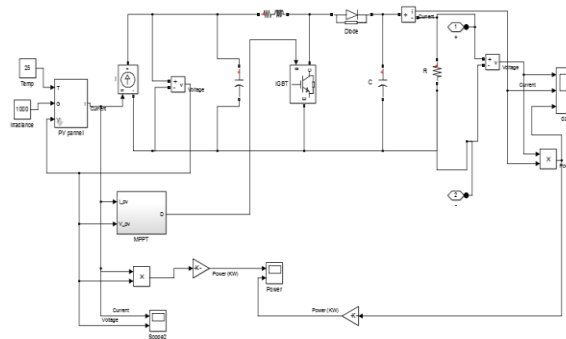 Current
1
+
Diode
25
Temp
1000
Irradiance
T
G
V
I
PV pannel
Current
Voltage
IGBT
C
R
Voltage
Current
2
-
I_pv
V_pv
D
MPPT
X
X
-K-
Power (KW)
Power
Power (KW)
-K-
Current
Voltage
Scope2